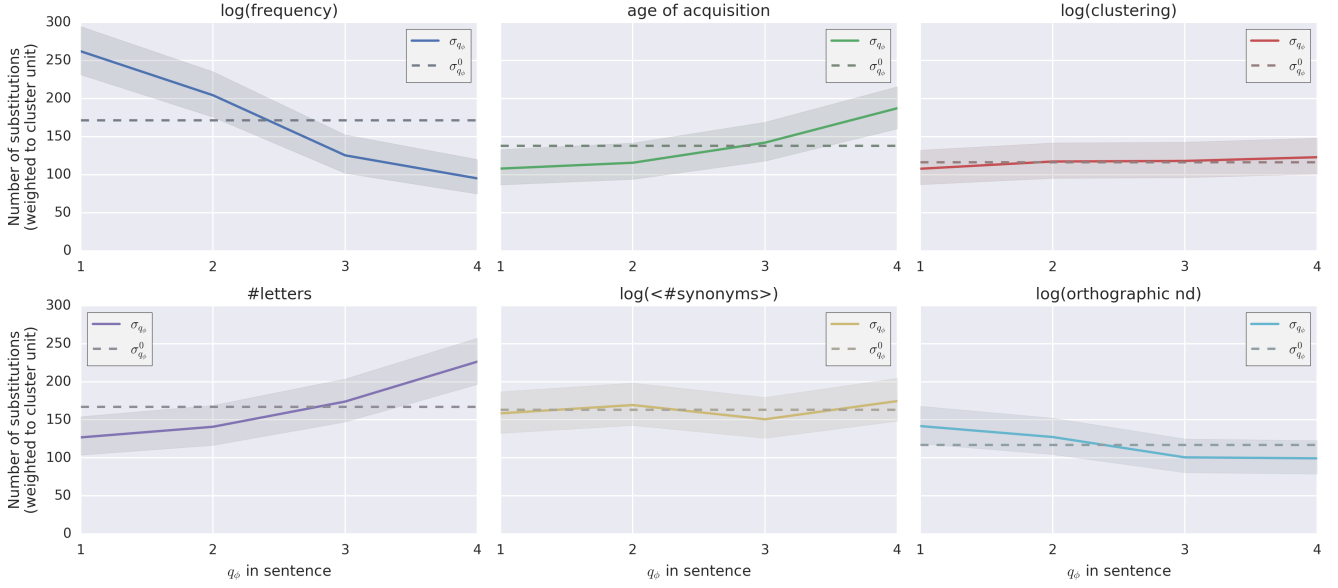 log(frequency)
age of acquisition
log(clustering)
Number of substitutions
(weighted to cluster unit)
300
250
200
150
100
50
0
σ_{q_ϕ}
σ^0_{q_ϕ}
σ_{q_ϕ}
σ^0_{q_ϕ}
σ_{q_ϕ}
σ^0_{q_ϕ}
1 2 3 4
1 2 3 4
1 2 3 4
#letters
log(<#synonyms>)
log(orthographic nd)
Number of substitutions
(weighted to cluster unit)
300
250
200
150
100
50
0
σ_{q_ϕ}
σ^0_{q_ϕ}
σ_{q_ϕ}
σ^0_{q_ϕ}
σ_{q_ϕ}
σ^0_{q_ϕ}
1 2 3 4
1 2 3 4
1 2 3 4
q_ϕ in sentence
q_ϕ in sentence
q_ϕ in sentence